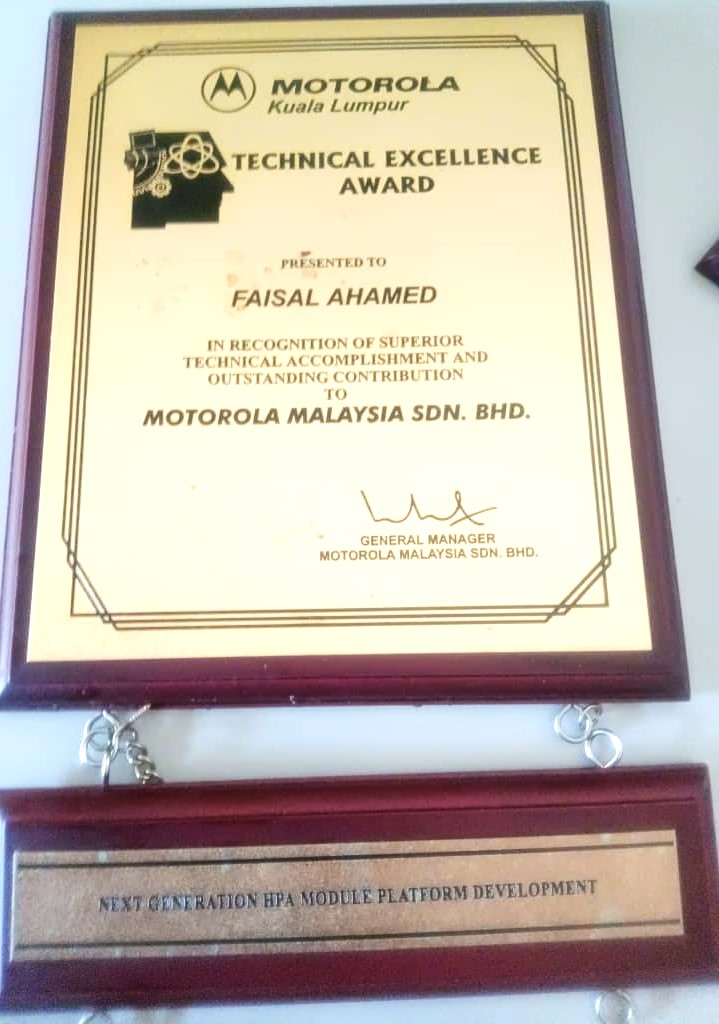 MOTOROLA
Kuala Lumpur
TECHNICAL EXCELLENCE
AWARD
PRESENTED TO
FAISAL AHAMED
IN RECOGNITION OF SUPERIOR
TECHNICAL ACCOMPLISHMENT AND
OUTSTANDING CONTRIBUTION
TO
MOTOROLA MALAYSIA SDN. BHD.
GENERAL MANAGER
MOTOROLA MALAYSIA SDN. BHD.
NEXT GENERATION HPA MODULE PLATFORM DEVELOPMENT